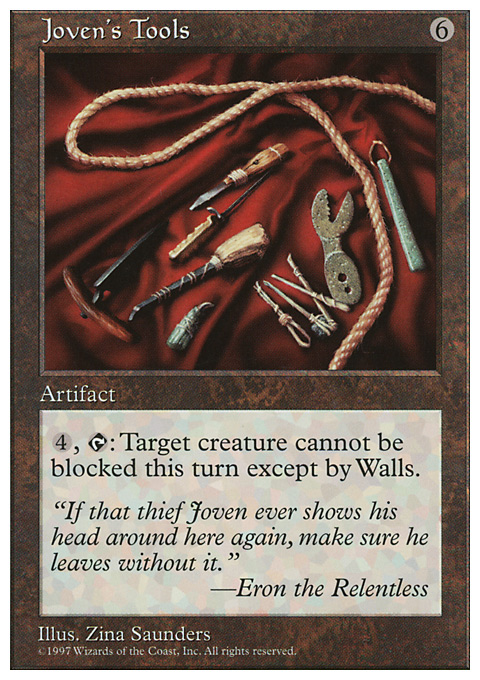 Joven's Tools 6
Artifact
4, : Target creature cannot be
blocked this turn except by Walls.
“If that thief Joven ever shows his
head around here again, make sure he
leaves without it.”
—Eron the Relentless
Illus. Zina Saunders
©1997 Wizards of the Coast, Inc. All rights reserved.